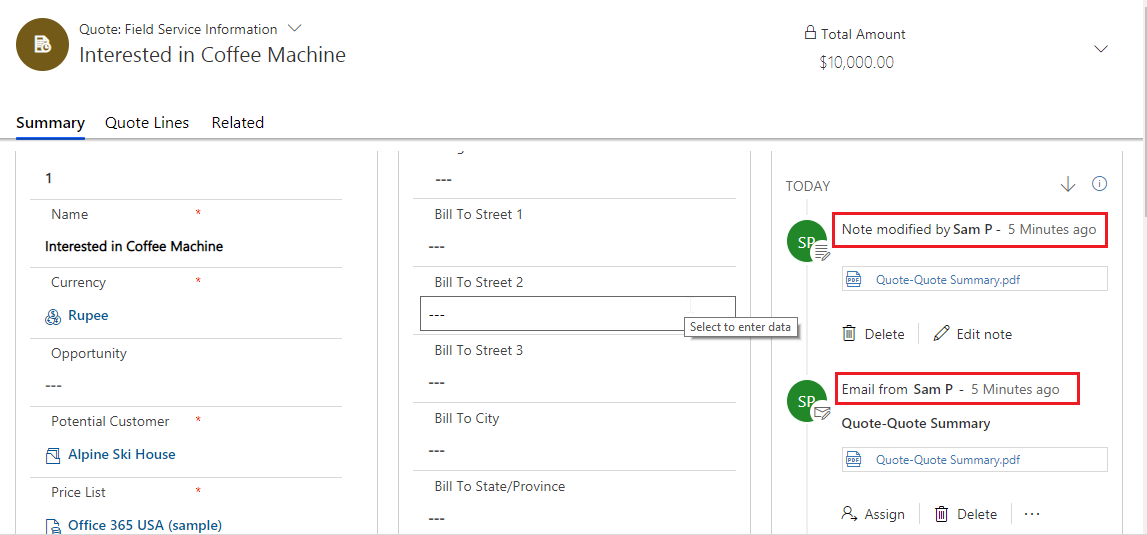 Quote: Field Service Information
Interested in Coffee Machine
Total Amount
$10,000.00
Summary
Quote Lines
Related
1
Name *
Interested in Coffee Machine
Currency *
Rupee
Opportunity
---
Potential Customer *
Alpine Ski House
Price List *
Office 365 USA (sample)
---
Bill To Street 1
---
Bill To Street 2
---
Select to enter data
Bill To Street 3
---
Bill To City
---
Bill To State/Province
---
TODAY
SP
Note modified by Sam P - 5 Minutes ago
Quote-Quote Summary.pdf
Delete
Edit note
SP
Email from Sam P - 5 Minutes ago
Quote-Quote Summary
Quote-Quote Summary.pdf
Assign
Delete
···